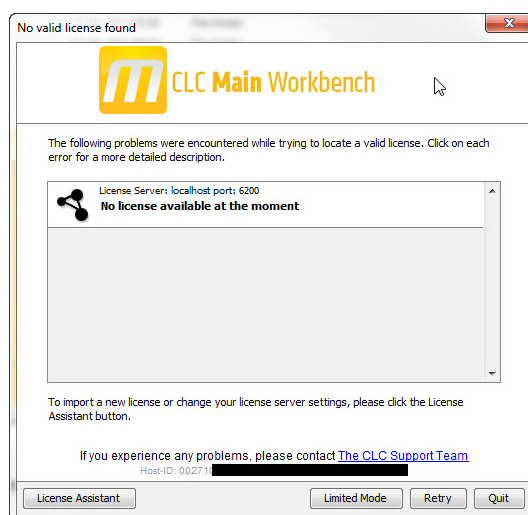 No valid license found
m CLC Main Workbench
The following problems were encountered while trying to locate a valid license. Click on each
error for a more detailed description.
License Server: localhost port: 6200
No license available at the moment
To import a new license or change your license server settings, please click the License
Assistant button.
If you experience any problems, please contact The CLC Support Team
Host-ID: 002710
License Assistant Limited Mode Retry Quit